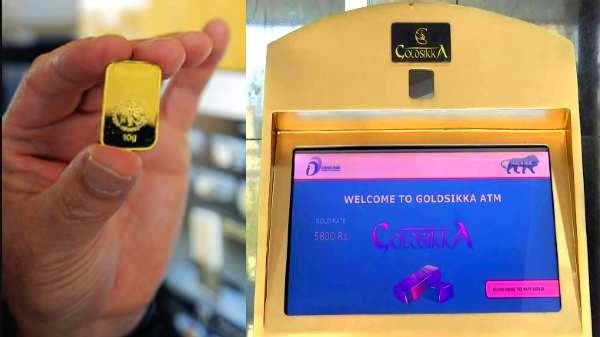 10g
GOLDSIKKA
WELCOME TO GOLDSIKKA ATM
GOLD RATE
5800 Rs
GOLDSIKKA
CLICK HERE TO BUY GOLD